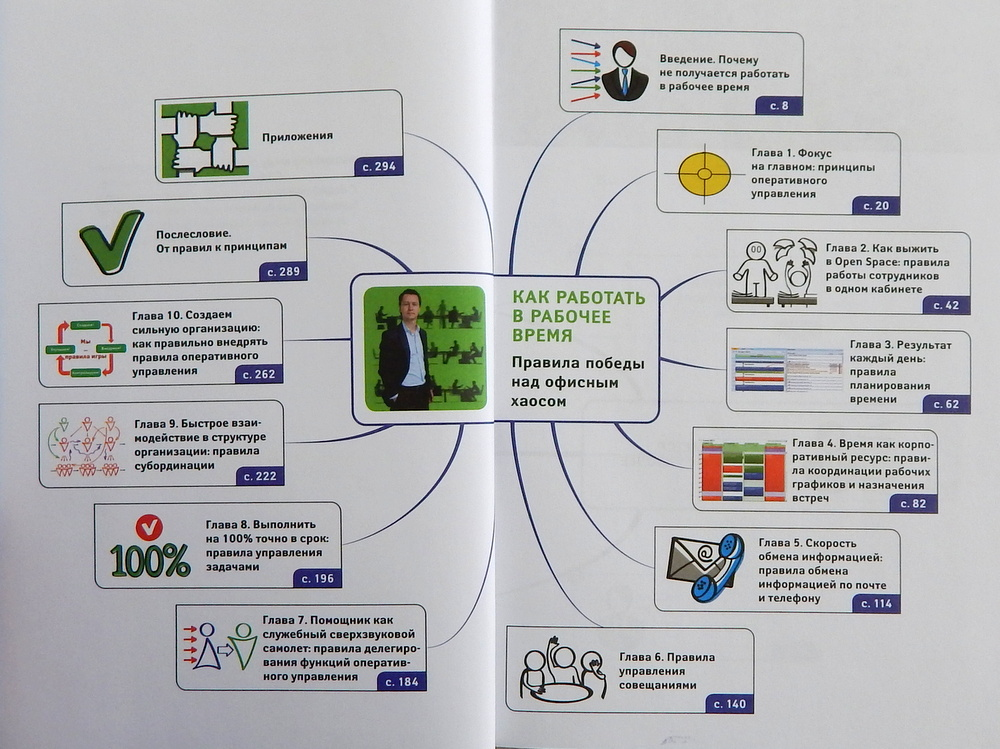 Введение. Почему
не получается работать
в рабочее время
с. 8
Глава 1. Фокус
на главном: принципы
оперативного
управления
с. 20
Глава 2. Как выжить
в Open Space: правила
работы сотрудников
в одном кабинете
с. 42
Глава 3. Результат
каждый день:
правила
планирования
времени
с. 62
Глава 4. Время как корпо-
ративный ресурс: прави-
ла координации рабочих
графиков и назначения
встреч
с. 82
Глава 5. Скорость
обмена информацией:
правила обмена
информацией по почте
и телефону
с. 114
Глава 6. Правила
управления
совещаниями
с. 140
Глава 7. Помощник как
служебный сверхзвуковой
самолет: правила делегиро-
вания функций оператив-
ного управления
с. 184
100%
Глава 8. Выполнить
на 100% точно в срок:
правила управления
задачами
с. 196
Глава 9. Быстрое взаи-
модействие в структуре
организации: правила
субординации
с. 222
Мы
правила игры
Глава 10. Создаем
сильную организацию:
как правильно внедрять
правила оперативного
управления
с. 262
Послесловие.
От правил к принципам
с. 289
Приложения
с. 294
КАК РАБОТАТЬ
В РАБОЧЕЕ
ВРЕМЯ
Правила победы
над офисным
хаосом
@